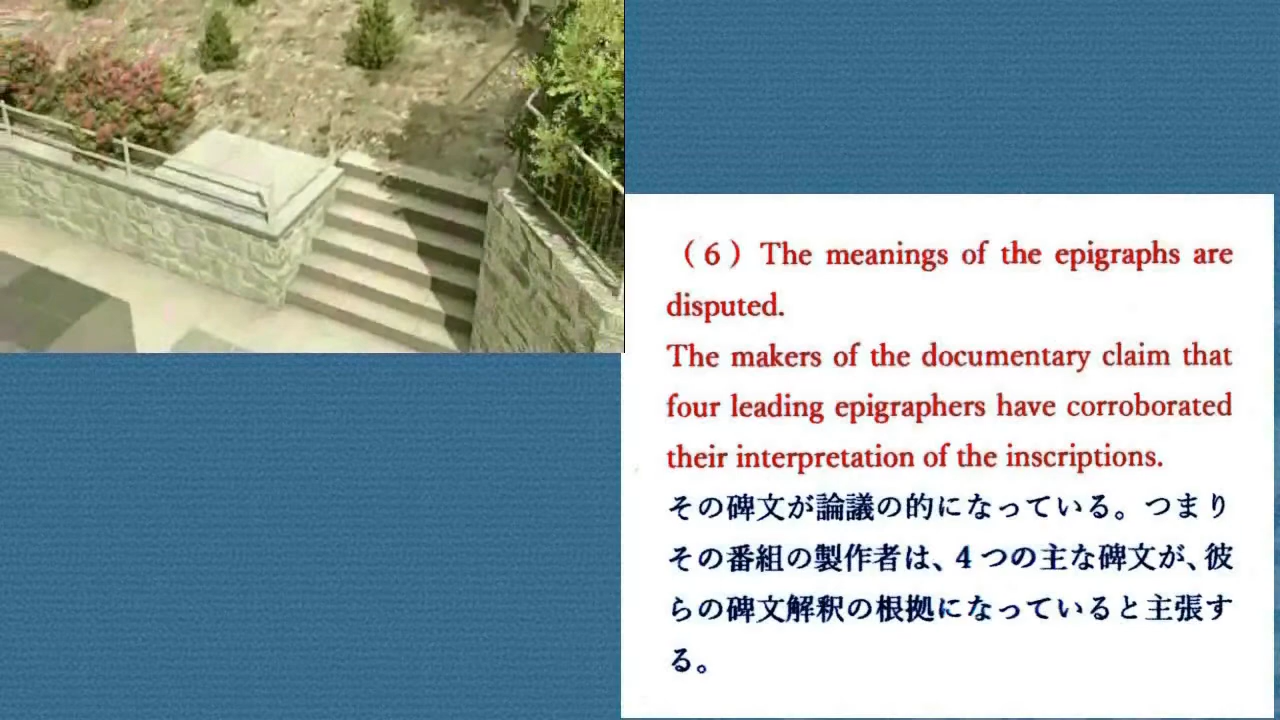 （6）The meanings of the epigraphs are
disputed.
The makers of the documentary claim that
four leading epigraphers have corroborated
their interpretation of the inscriptions.
その碑文が論議の的になっている。つまり
その番組の製作者は、4つの主な碑文が、彼
らの碑文解釈の根拠になっていると主張す
る。